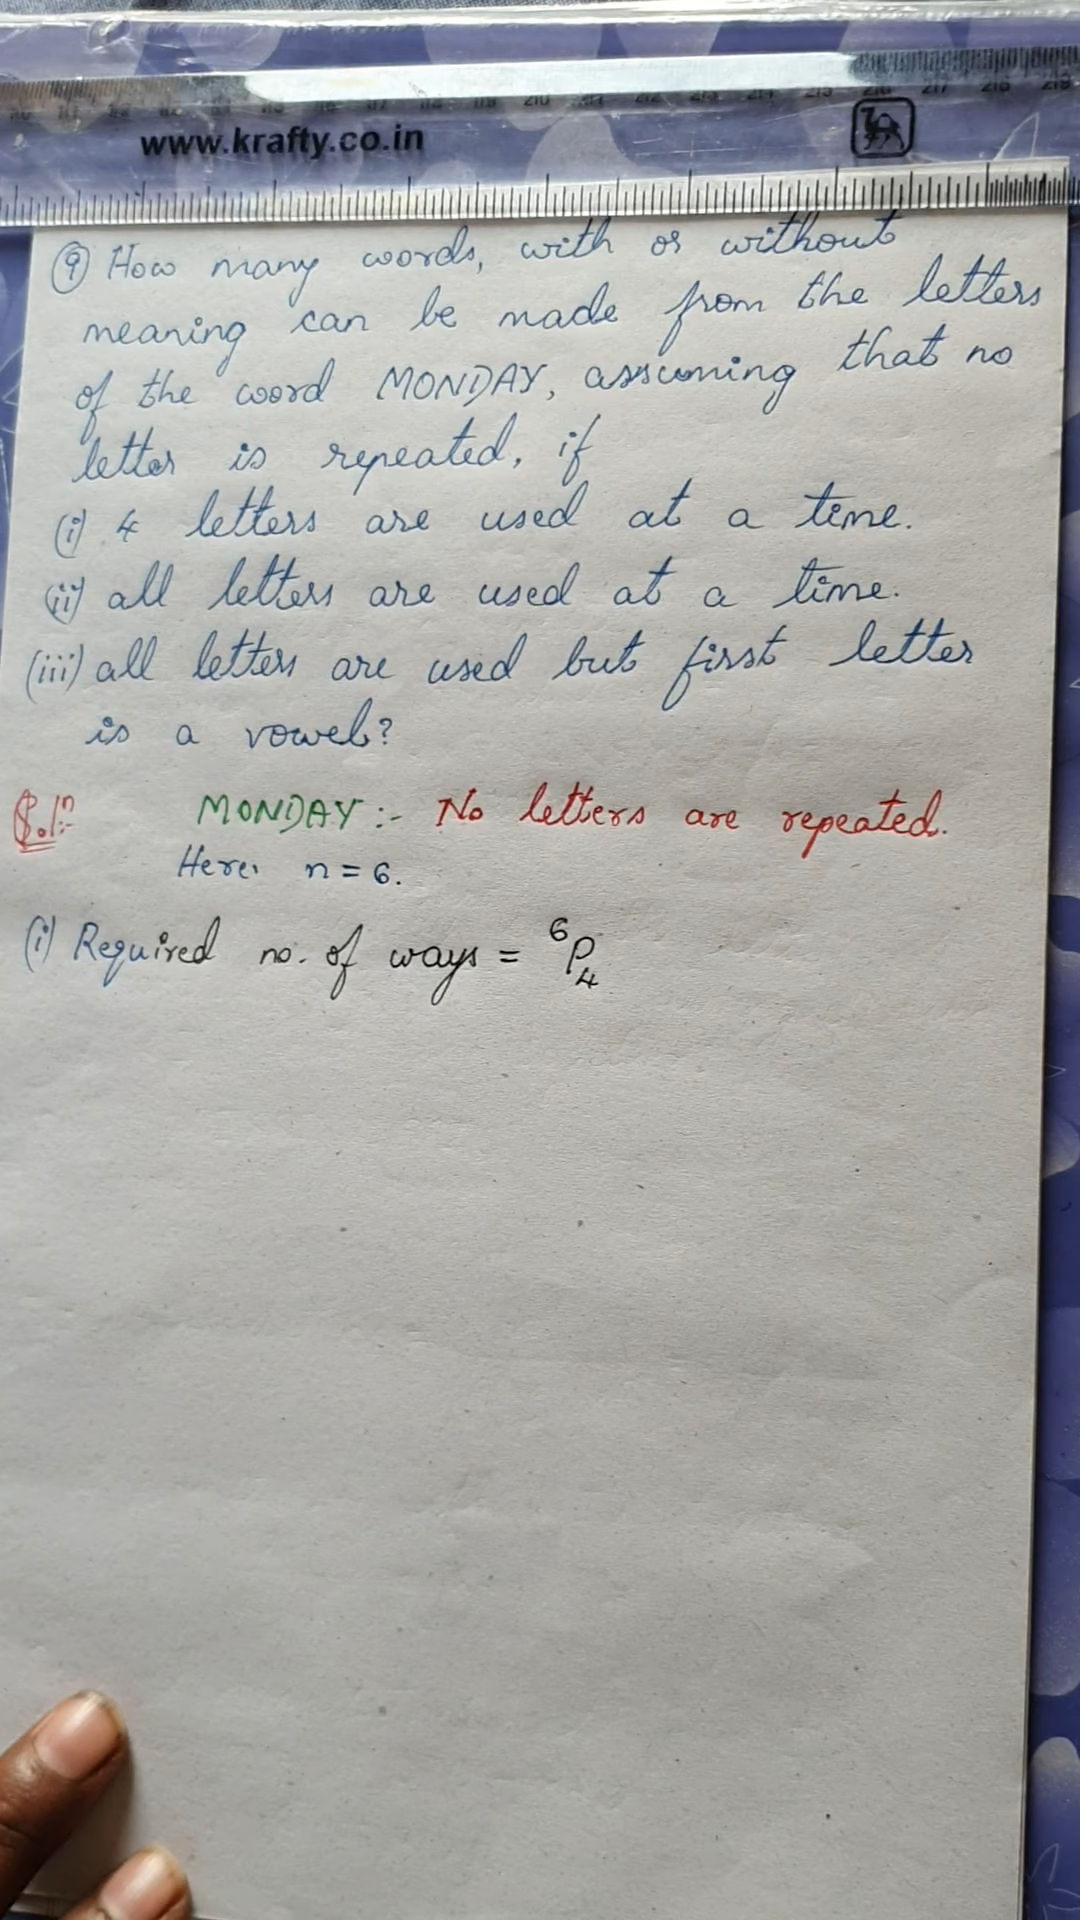 www.krafty.co.in
9 How many words, with or without
meaning can be made from the letters
of the word MONDAY, assuming that no
letter is repeated, if
(i) 4 letters are used at a time.
(ii) all letters are used at a time.
(iii) all letters are used but first letter
is a vowel?
Soln:- MONDAY :- No letters are repeated.
Here, n = 6.
(i) Required no. of ways = ⁶P₄